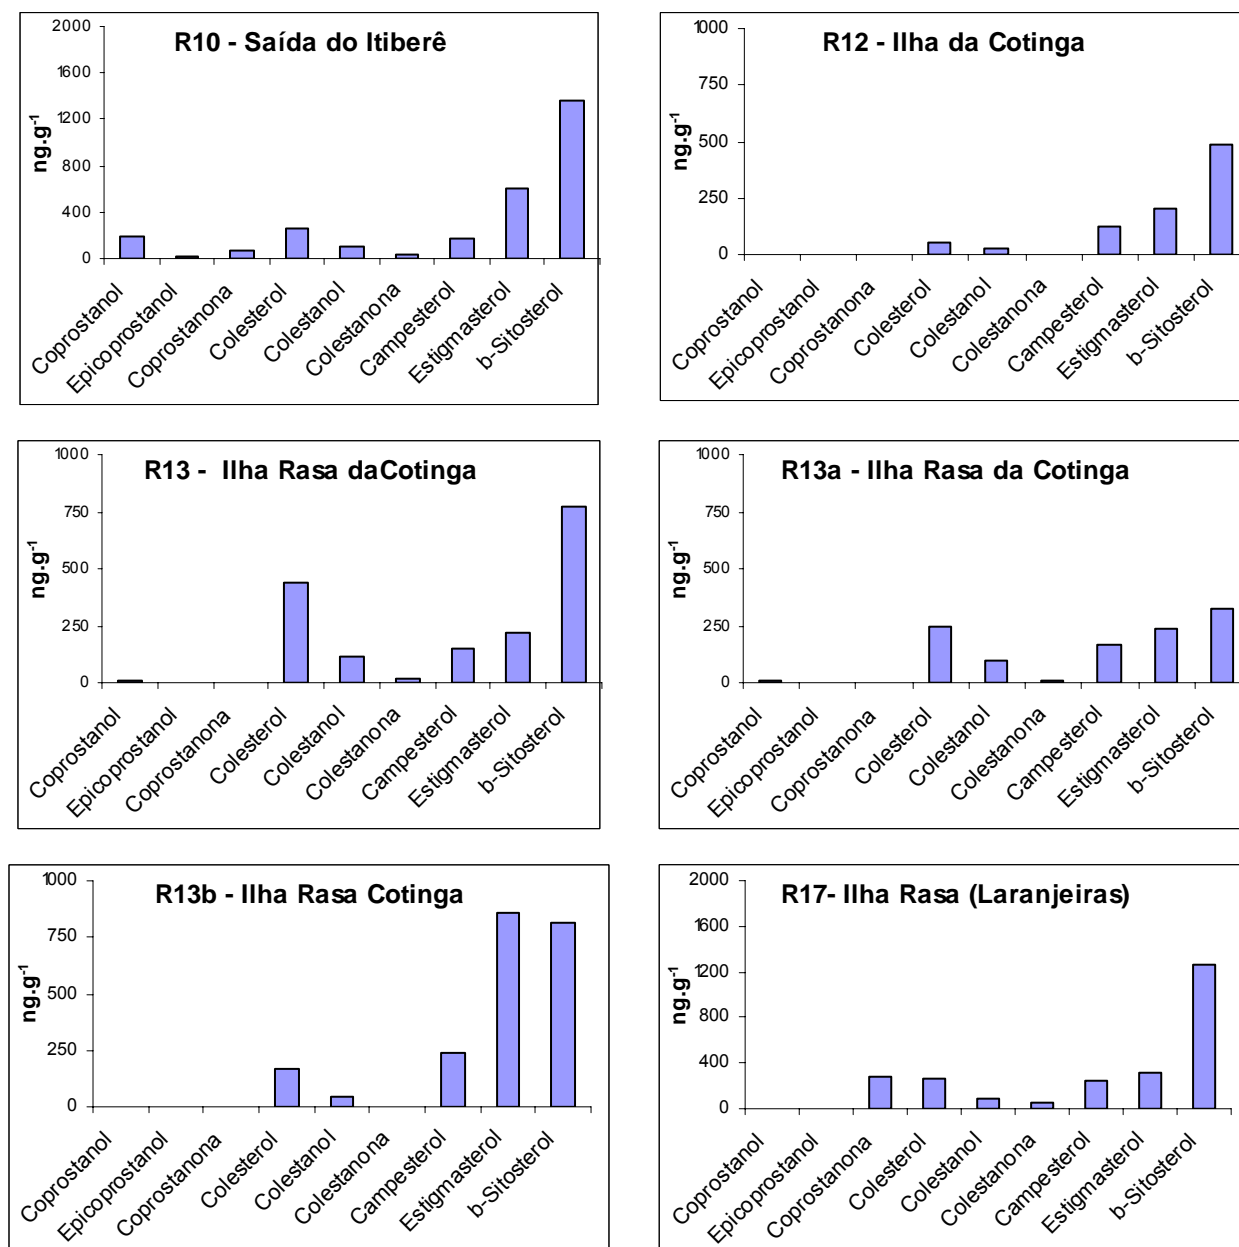 R10 - Saída do Itiberê
ng.g-1
2000
1600
1200
800
400
0
Coprostanol
Epicoprostanol
Coprostanona
Colesterol
Colestanol
Colestanona
Campesterol
Estigmasterol
b-Sitosterol
R12 - Ilha da Cotinga
ng.g-1
1000
750
500
250
0
Coprostanol
Epicoprostanol
Coprostanona
Colesterol
Colestanol
Colestanona
Campesterol
Estigmasterol
b-Sitosterol
R13 - Ilha Rasa daCotinga
ng.g-1
1000
750
500
250
0
Coprostanol
Epicoprostanol
Coprostanona
Colesterol
Colestanol
Colestanona
Campesterol
Estigmasterol
b-Sitosterol
R13a - Ilha Rasa da Cotinga
ng.g-1
1000
750
500
250
0
Coprostanol
Epicoprostanol
Coprostanona
Colesterol
Colestanol
Colestanona
Campesterol
Estigmasterol
b-Sitosterol
R13b - Ilha Rasa Cotinga
ng.g-1
1000
750
500
250
0
Coprostanol
Epicoprostanol
Coprostanona
Colesterol
Colestanol
Colestanona
Campesterol
Estigmasterol
b-Sitosterol
R17- Ilha Rasa (Laranjeiras)
ng.g-1
2000
1600
1200
800
400
0
Coprostanol
Epicoprostanol
Coprostanona
Colesterol
Colestanol
Colestanona
Campesterol
Estigmasterol
b-Sitosterol